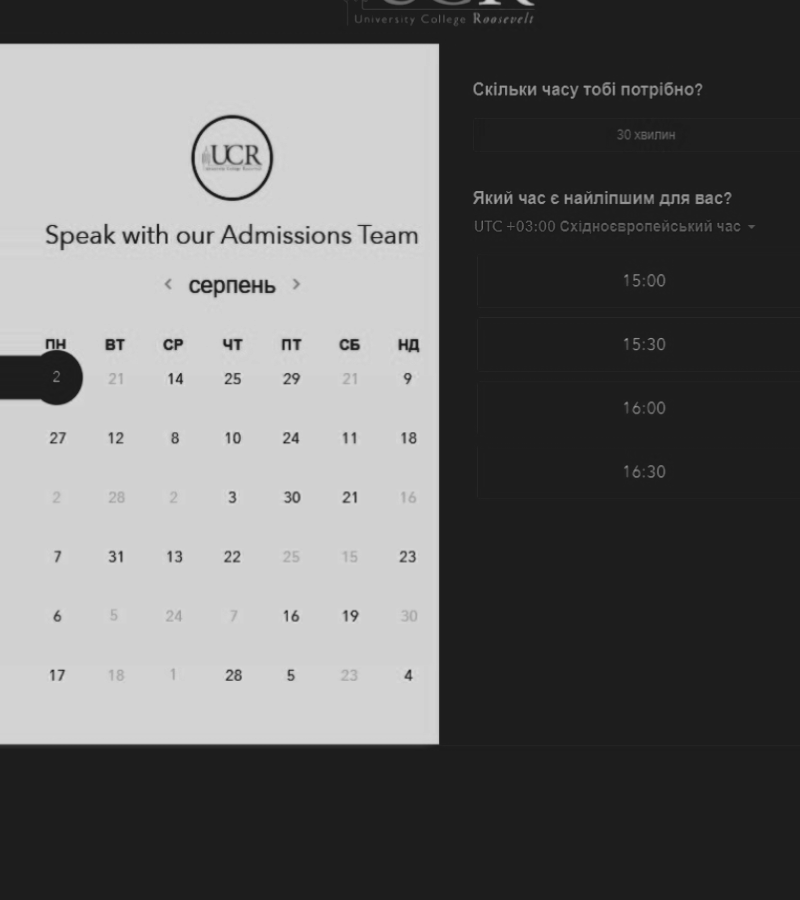 University College Roosevelt
UCR
Speak with our Admissions Team
серпень
ПН ВТ СР ЧТ ПТ СБ НД
2 21 14 25 29 21 9
27 12 8 10 24 11 18
2 28 2 3 30 21 16
7 31 13 22 25 15 23
6 5 24 7 16 19 30
17 18 1 28 5 23 4
Скільки часу тобі потрібно?
30 хвилин
Який час є найліпшим для вас?
UTC +03:00 Східноєвропейський час
15:00
15:30
16:00
16:30